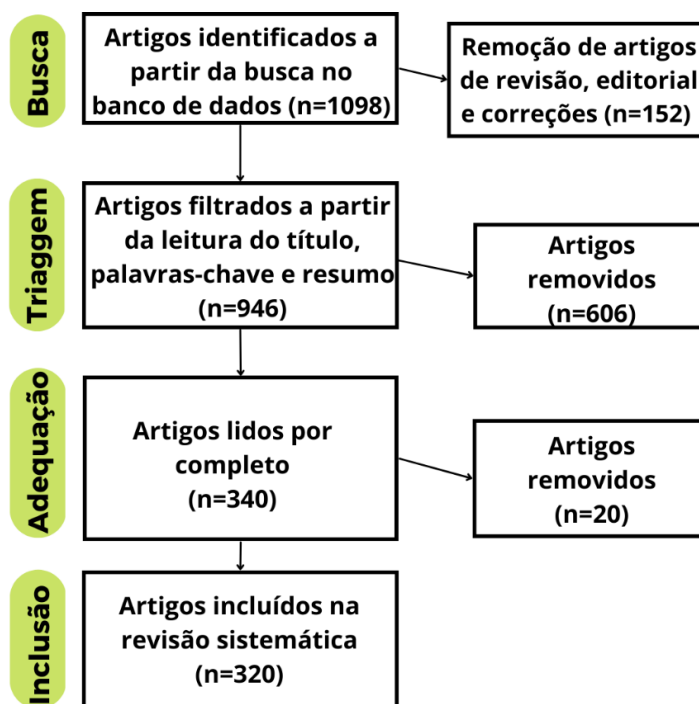 Busca
Artigos identificados a
partir da busca no
banco de dados (n=1098)
Remoção de artigos
de revisão, editorial
e correções (n=152)
Triaggem
Artigos filtrados a partir
da leitura do título,
palavras-chave e resumo
(n=946)
Artigos
removidos
(n=606)
Adequação
Artigos lidos por
completo
(n=340)
Artigos
removidos
(n=20)
Inclusão
Artigos incluídos na
revisão sistemática
(n=320)